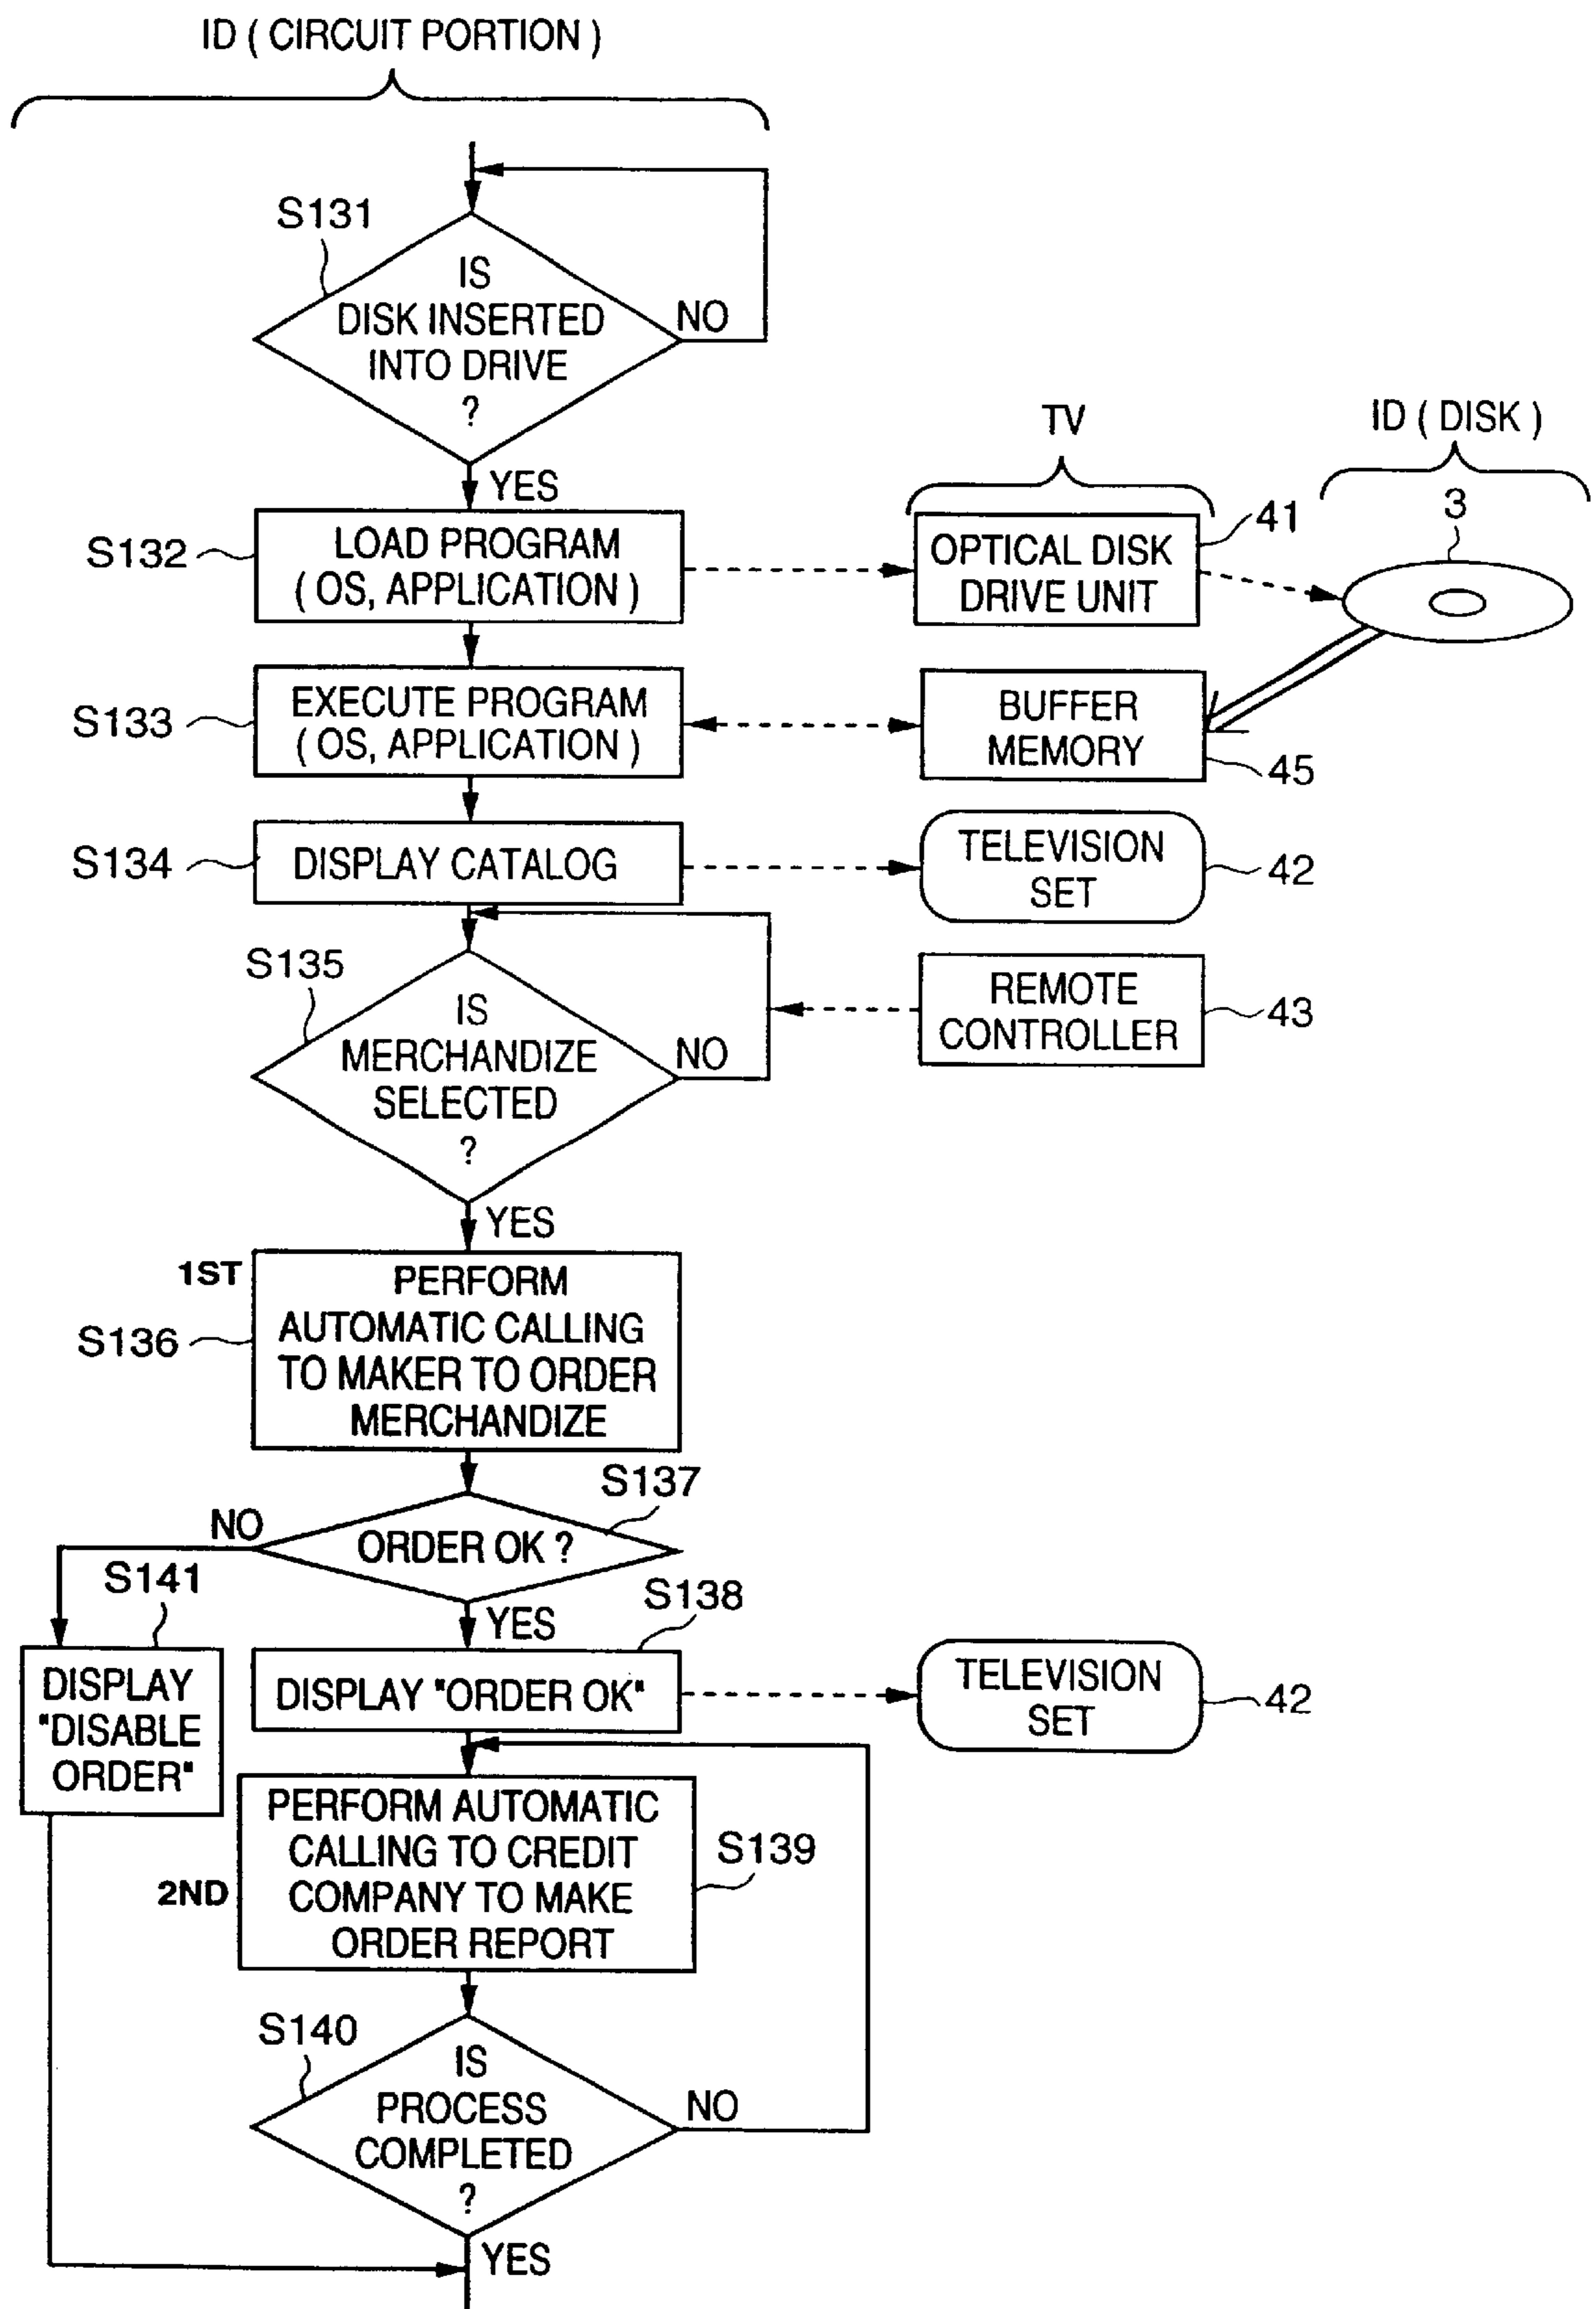 ID ( CIRCUIT PORTION )
S131
IS
DISK INSERTED
INTO DRIVE
?
NO
YES
TV
ID ( DISK )
S132
LOAD PROGRAM
( OS, APPLICATION )
OPTICAL DISK
DRIVE UNIT
41
3
S133
EXECUTE PROGRAM
( OS, APPLICATION )
BUFFER
MEMORY
45
S134
DISPLAY CATALOG
TELEVISION
SET
42
S135
IS
MERCHANDIZE
SELECTED
?
NO
REMOTE
CONTROLLER
43
YES
1ST
S136
PERFORM
AUTOMATIC CALLING
TO MAKER TO ORDER
MERCHANDIZE
S137
NO
ORDER OK ?
S141
YES
S138
DISPLAY
"DISABLE
ORDER"
DISPLAY "ORDER OK"
TELEVISION
SET
42
PERFORM AUTOMATIC
CALLING TO CREDIT
COMPANY TO MAKE
ORDER REPORT
S139
2ND
S140
IS
PROCESS
COMPLETED
?
NO
YES